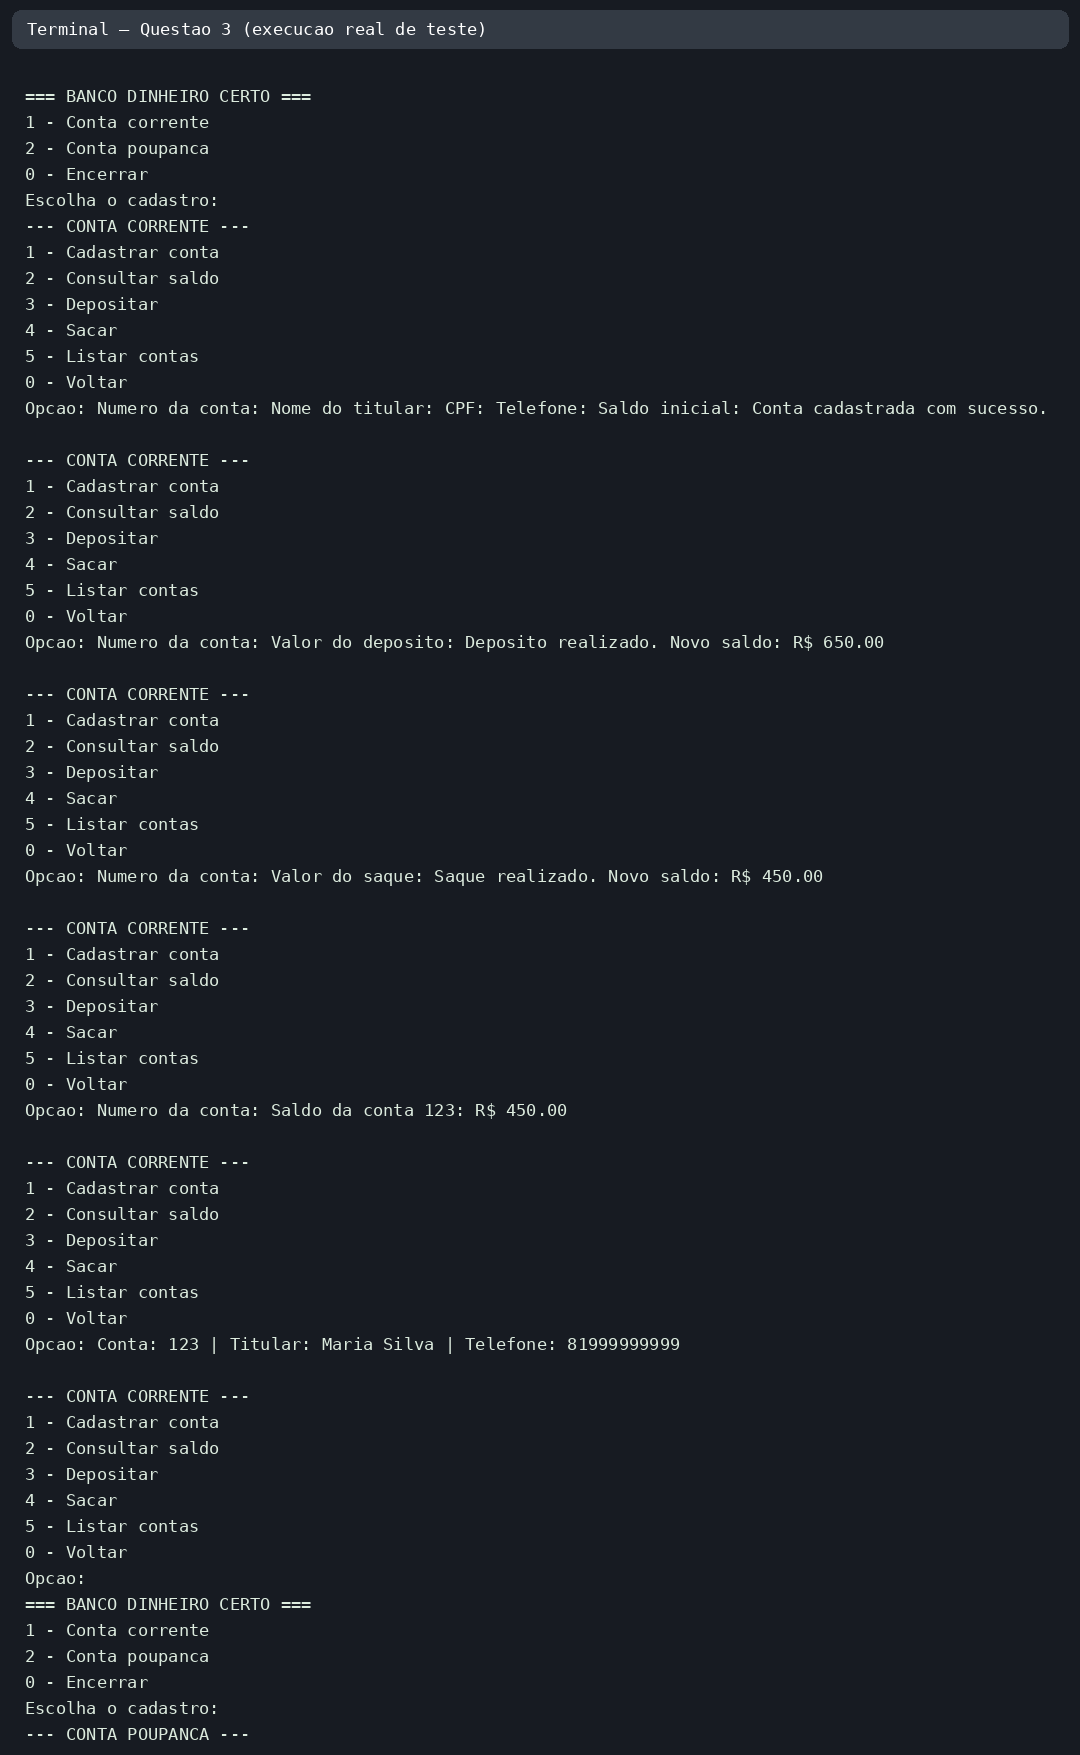 Terminal — Questao 3 (execucao real de teste)
=== BANCO DINHEIRO CERTO ===
1 - Conta corrente
2 - Conta poupanca
0 - Encerrar
Escolha o cadastro:
--- CONTA CORRENTE ---
1 - Cadastrar conta
2 - Consultar saldo
3 - Depositar
4 - Sacar
5 - Listar contas
0 - Voltar
Opcao: Numero da conta: Nome do titular: CPF: Telefone: Saldo inicial: Conta cadastrada com sucesso.
--- CONTA CORRENTE ---
1 - Cadastrar conta
2 - Consultar saldo
3 - Depositar
4 - Sacar
5 - Listar contas
0 - Voltar
Opcao: Numero da conta: Valor do deposito: Deposito realizado. Novo saldo: R$ 650.00
--- CONTA CORRENTE ---
1 - Cadastrar conta
2 - Consultar saldo
3 - Depositar
4 - Sacar
5 - Listar contas
0 - Voltar
Opcao: Numero da conta: Valor do saque: Saque realizado. Novo saldo: R$ 450.00
--- CONTA CORRENTE ---
1 - Cadastrar conta
2 - Consultar saldo
3 - Depositar
4 - Sacar
5 - Listar contas
0 - Voltar
Opcao: Numero da conta: Saldo da conta 123: R$ 450.00
--- CONTA CORRENTE ---
1 - Cadastrar conta
2 - Consultar saldo
3 - Depositar
4 - Sacar
5 - Listar contas
0 - Voltar
Opcao: Conta: 123 | Titular: Maria Silva | Telefone: 81999999999
--- CONTA CORRENTE ---
1 - Cadastrar conta
2 - Consultar saldo
3 - Depositar
4 - Sacar
5 - Listar contas
0 - Voltar
Opcao:
=== BANCO DINHEIRO CERTO ===
1 - Conta corrente
2 - Conta poupanca
0 - Encerrar
Escolha o cadastro:
--- CONTA POUPANCA ---